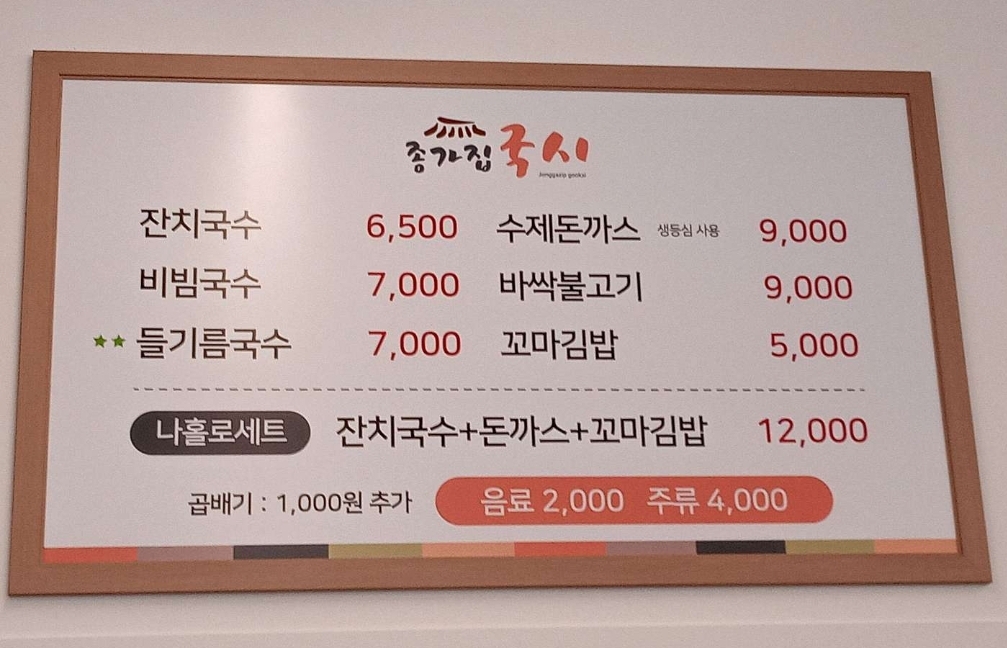 종가집 국시
Jonggazip gooksi
잔치국수 6,500 수제돈까스 생등심 사용 9,000
비빔국수 7,000 바싹불고기 9,000
들기름국수 7,000 꼬마김밥 5,000
나홀로세트 잔치국수+돈까스+꼬마김밥 12,000
곱배기 : 1,000원 추가 음료 2,000 주류 4,000